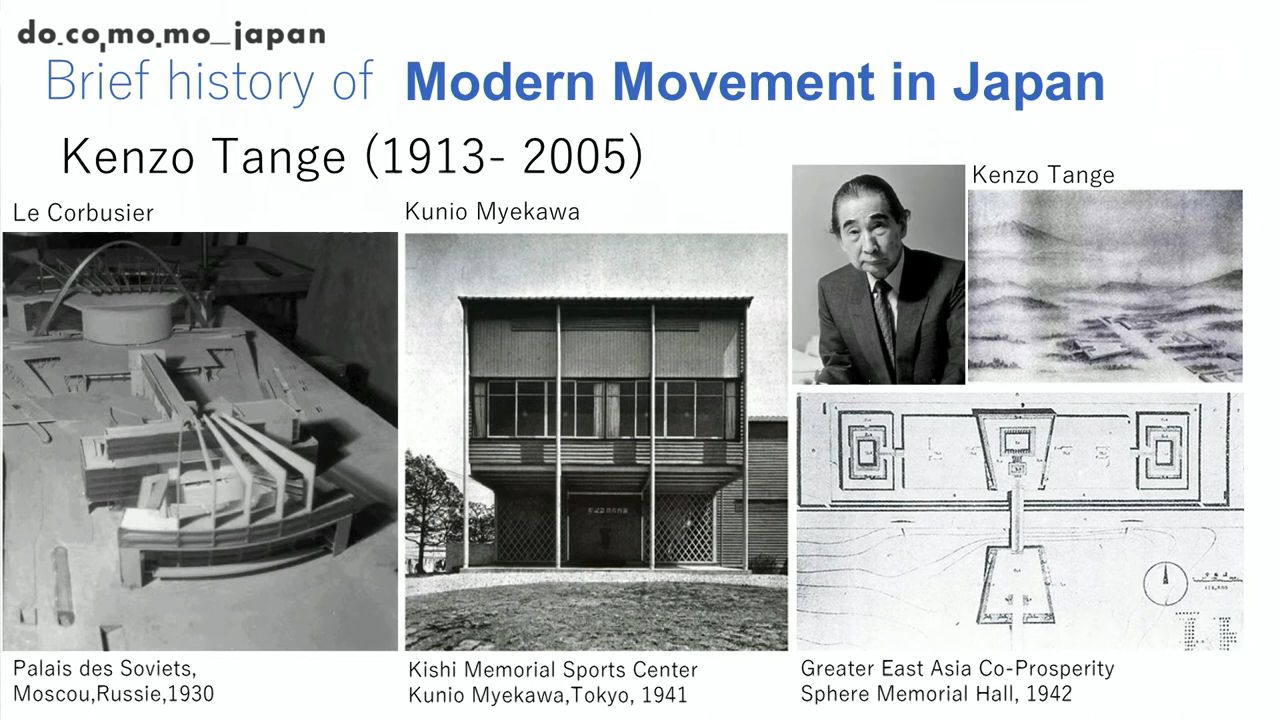 do.co,mo.mo_japan
Brief history of Modern Movement in Japan
Kenzo Tange (1913- 2005)
Le Corbusier
Kunio Myekawa
Kenzo Tange
Palais des Soviets,
Moscou,Russie,1930
Kishi Memorial Sports Center
Kunio Myekawa,Tokyo, 1941
Greater East Asia Co-Prosperity
Sphere Memorial Hall, 1942